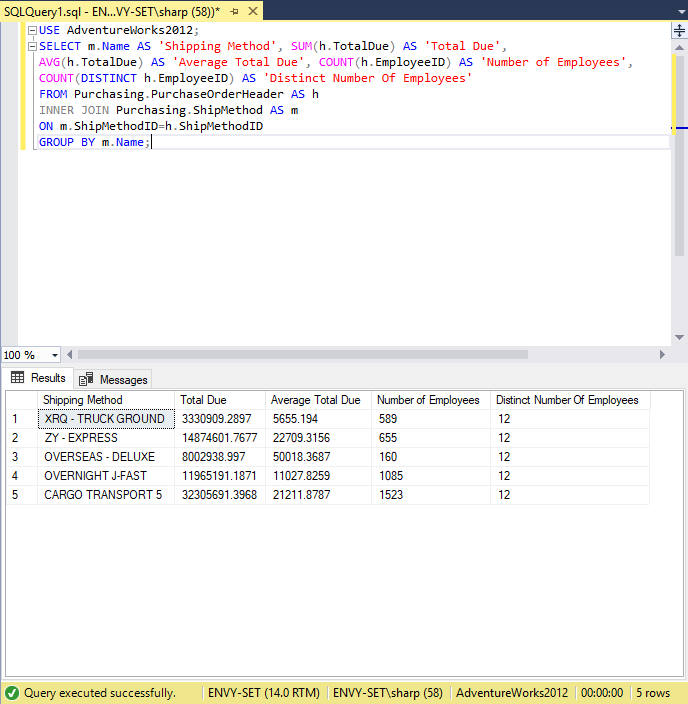 SQLQuery1.sql - EN...VY-SET\sharp (58))*
USE AdventureWorks2012;
SELECT m.Name AS 'Shipping Method', SUM(h.TotalDue) AS 'Total Due',
AVG(h.TotalDue) AS 'Average Total Due', COUNT(h.EmployeeID) AS 'Number of Employees',
COUNT(DISTINCT h.EmployeeID) AS 'Distinct Number Of Employees'
FROM Purchasing.PurchaseOrderHeader AS h
INNER JOIN Purchasing.ShipMethod AS m
ON m.ShipMethodID=h.ShipMethodID
GROUP BY m.Name;
100 %
Results Messages
Shipping Method Total Due Average Total Due Number of Employees Distinct Number Of Employees
1 XRQ - TRUCK GROUND 3330909.2897 5655.194 589 12
2 ZY - EXPRESS 14874601.7677 22709.3156 655 12
3 OVERSEAS - DELUXE 8002938.997 50018.3687 160 12
4 OVERNIGHT J-FAST 11965191.1871 11027.8259 1085 12
5 CARGO TRANSPORT 5 32305691.3968 21211.8787 1523 12
Query executed successfully. ENVY-SET (14.0 RTM) ENVY-SET\sharp (58) AdventureWorks2012 00:00:00 5 rows